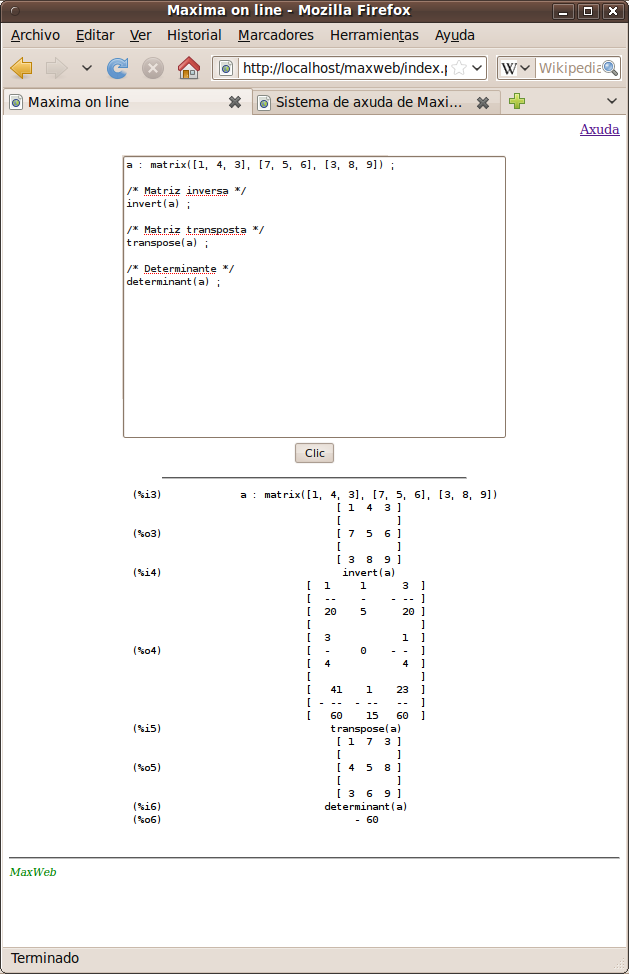 Maxima on line - Mozilla Firefox
Archivo Editar Ver Historial Marcadores Herramientas Ayuda
http://localhost/maxweb/index.p W Wikipedia
Maxima on line Sistema de axuda de Maxi...
Axuda
a : matrix([1, 4, 3], [7, 5, 6], [3, 8, 9]) ;
/* Matriz inversa */
invert(a) ;
/* Matriz transposta */
transpose(a) ;
/* Determinante */
determinant(a) ;
Clic
(%i3) a : matrix([1, 4, 3], [7, 5, 6], [3, 8, 9])
[ 1 4 3 ]
[ ]
(%o3) [ 7 5 6 ]
[ ]
[ 3 8 9 ]
(%i4) invert(a)
[ 1 1 3 ]
[ -- - - -- ]
[ 20 5 20 ]
[ ]
[ 3 1 ]
(%o4) [ - 0 - - ]
[ 4 4 ]
[ ]
[ 41 1 23 ]
[ - -- - -- -- ]
[ 60 15 60 ]
(%i5) transpose(a)
[ 1 7 3 ]
[ ]
(%o5) [ 4 5 8 ]
[ ]
[ 3 6 9 ]
(%i6) determinant(a)
(%o6) - 60
MaxWeb
Terminado